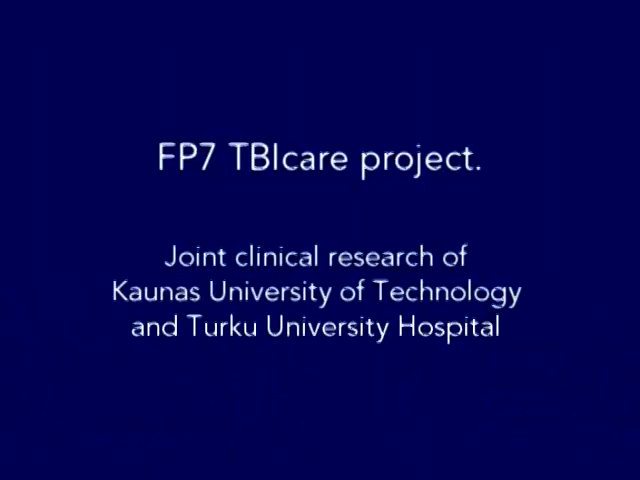 FP7 TBIcare project.
Joint clinical research of
Kaunas University of Technology
and Turku University Hospital